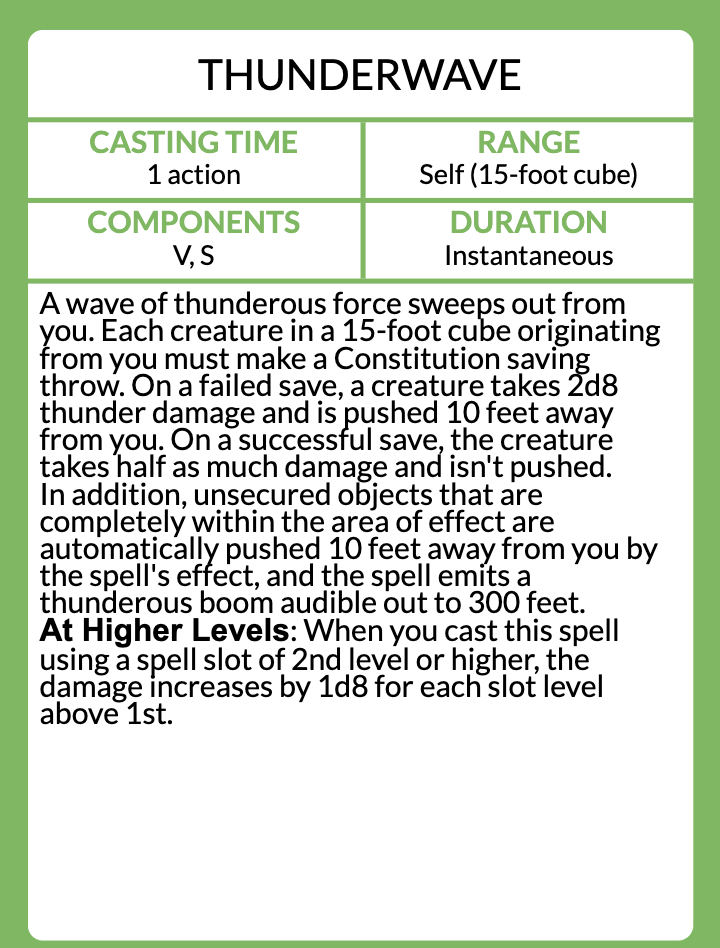 THUNDERWAVE
CASTING TIME
1 action
RANGE
Self (15-foot cube)
COMPONENTS
V, S
DURATION
Instantaneous
A wave of thunderous force sweeps out from
you. Each creature in a 15-foot cube originating
from you must make a Constitution saving
throw. On a failed save, a creature takes 2d8
thunder damage and is pushed 10 feet away
from you. On a successful save, the creature
takes half as much damage and isn't pushed.
In addition, unsecured objects that are
completely within the area of effect are
automatically pushed 10 feet away from you by
the spell's effect, and the spell emits a
thunderous boom audible out to 300 feet.
At Higher Levels: When you cast this spell
using a spell slot of 2nd level or higher, the
damage increases by 1d8 for each slot level
above 1st.